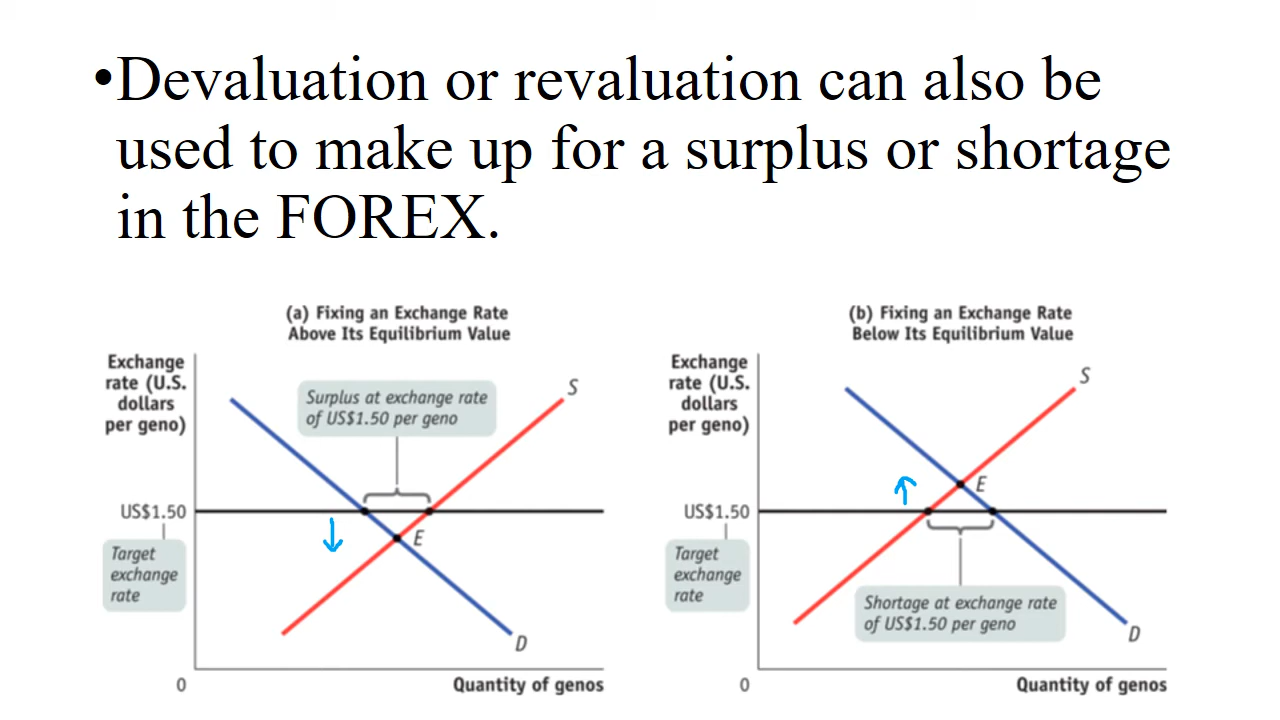 •Devaluation or revaluation can also be
used to make up for a surplus or shortage
in the FOREX.
(a) Fixing an Exchange Rate
Above Its Equilibrium Value
Exchange
rate (U.S.
dollars
per geno)
Surplus at exchange rate
of US$1.50 per geno
S
US$1.50
E
Target
exchange
rate
D
0
Quantity of genos
(b) Fixing an Exchange Rate
Below Its Equilibrium Value
Exchange
rate (U.S.
dollars
per geno)
S
E
US$1.50
Target
exchange
rate
Shortage at exchange rate
of US$1.50 per geno
D
0
Quantity of genos